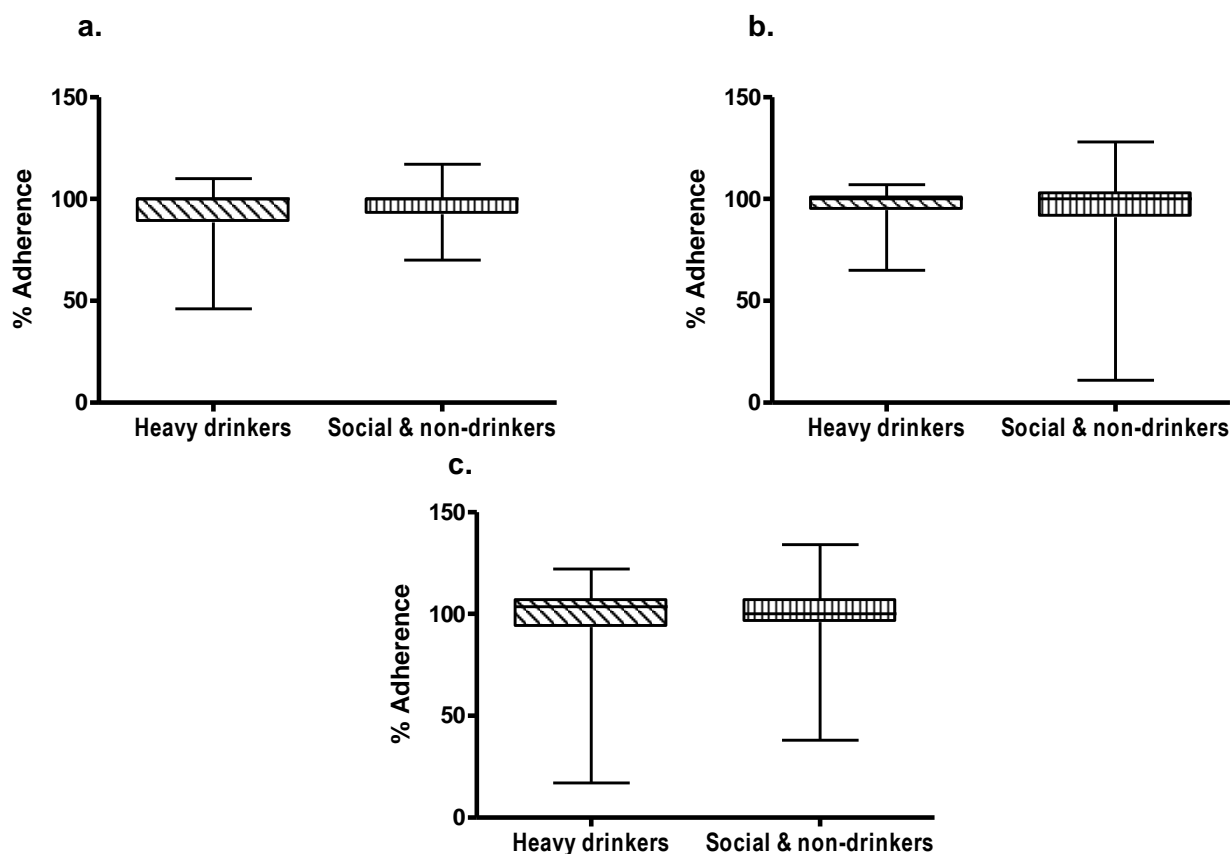 a.
150
100
50
0
% Adherence
Heavy drinkers
Social & non-drinkers
b.
150
100
50
0
% Adherence
Heavy drinkers
Social & non-drinkers
c.
150
100
50
0
% Adherence
Heavy drinkers
Social & non-drinkers